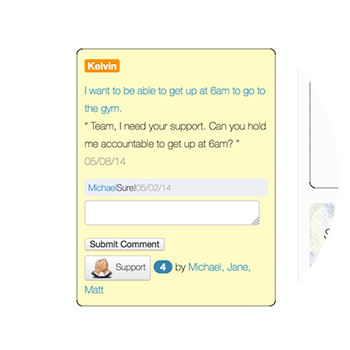 Kelvin
I want to be able to get up at 6am to go to
the gym.
" Team, I need your support. Can you hold
me accountable to get up at 6am? "
05/08/14
MichaelSure!05/02/14
Submit Comment
Support 4 by Michael, Jane,
Matt